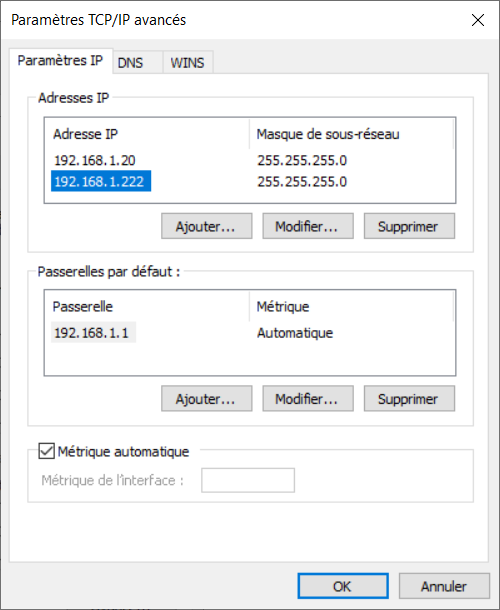 Paramètres TCP/IP avancés
Paramètres IP DNS WINS
Adresses IP
Adresse IP Masque de sous-réseau
192.168.1.20 255.255.255.0
192.168.1.222 255.255.255.0
Ajouter... Modifier... Supprimer
Passerelles par défaut :
Passerelle Métrique
192.168.1.1 Automatique
Ajouter... Modifier... Supprimer
Métrique automatique
Métrique de l'interface :
OK Annuler